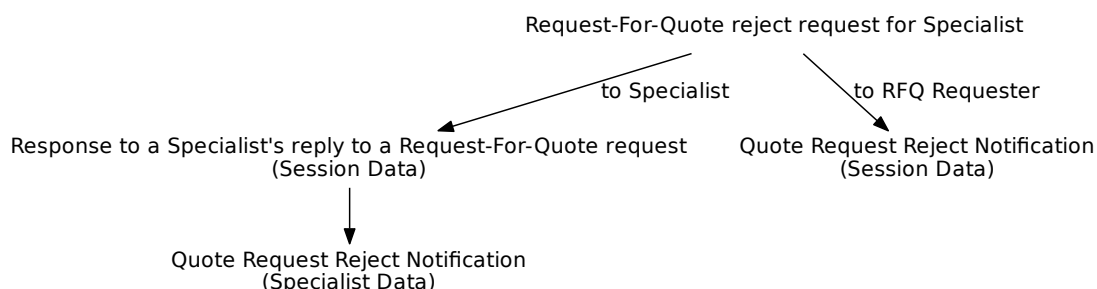 Request-For-Quote reject request for Specialist
to Specialist
to RFQ Requester
Response to a Specialist's reply to a Request-For-Quote request
(Session Data)
Quote Request Reject Notification
(Session Data)
Quote Request Reject Notification
(Specialist Data)